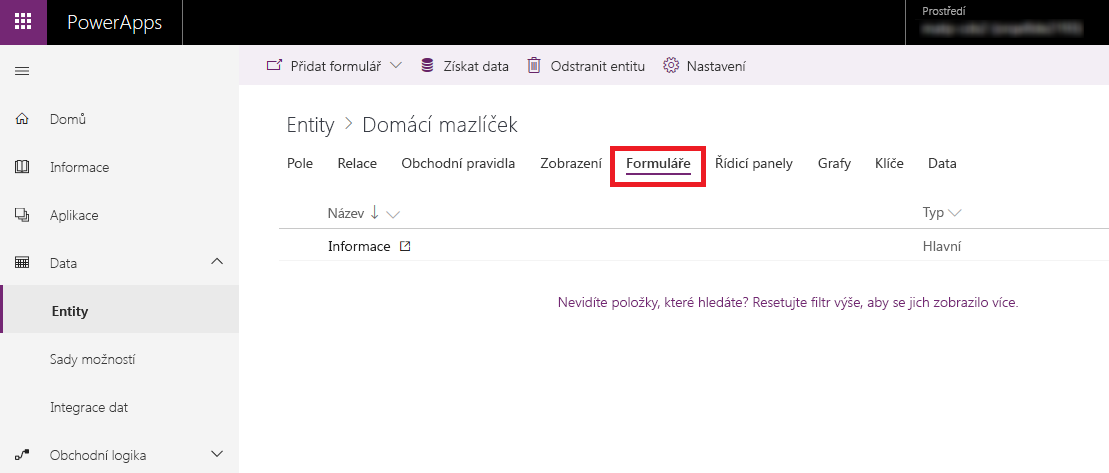 PowerApps
Prostředí
Přidat formulář Získat data Odstranit entitu Nastavení
Domů
Informace
Aplikace
Data
Entity
Sady možností
Integrace dat
Obchodní logika
Entity > Domácí mazlíček
Pole Relace Obchodní pravidla Zobrazení Formuláře Řídicí panely Grafy Klíče Data
Název Typ
Informace Hlavní
Nevidíte položky, které hledáte? Resetujte filtr výše, aby se jich zobrazilo více.